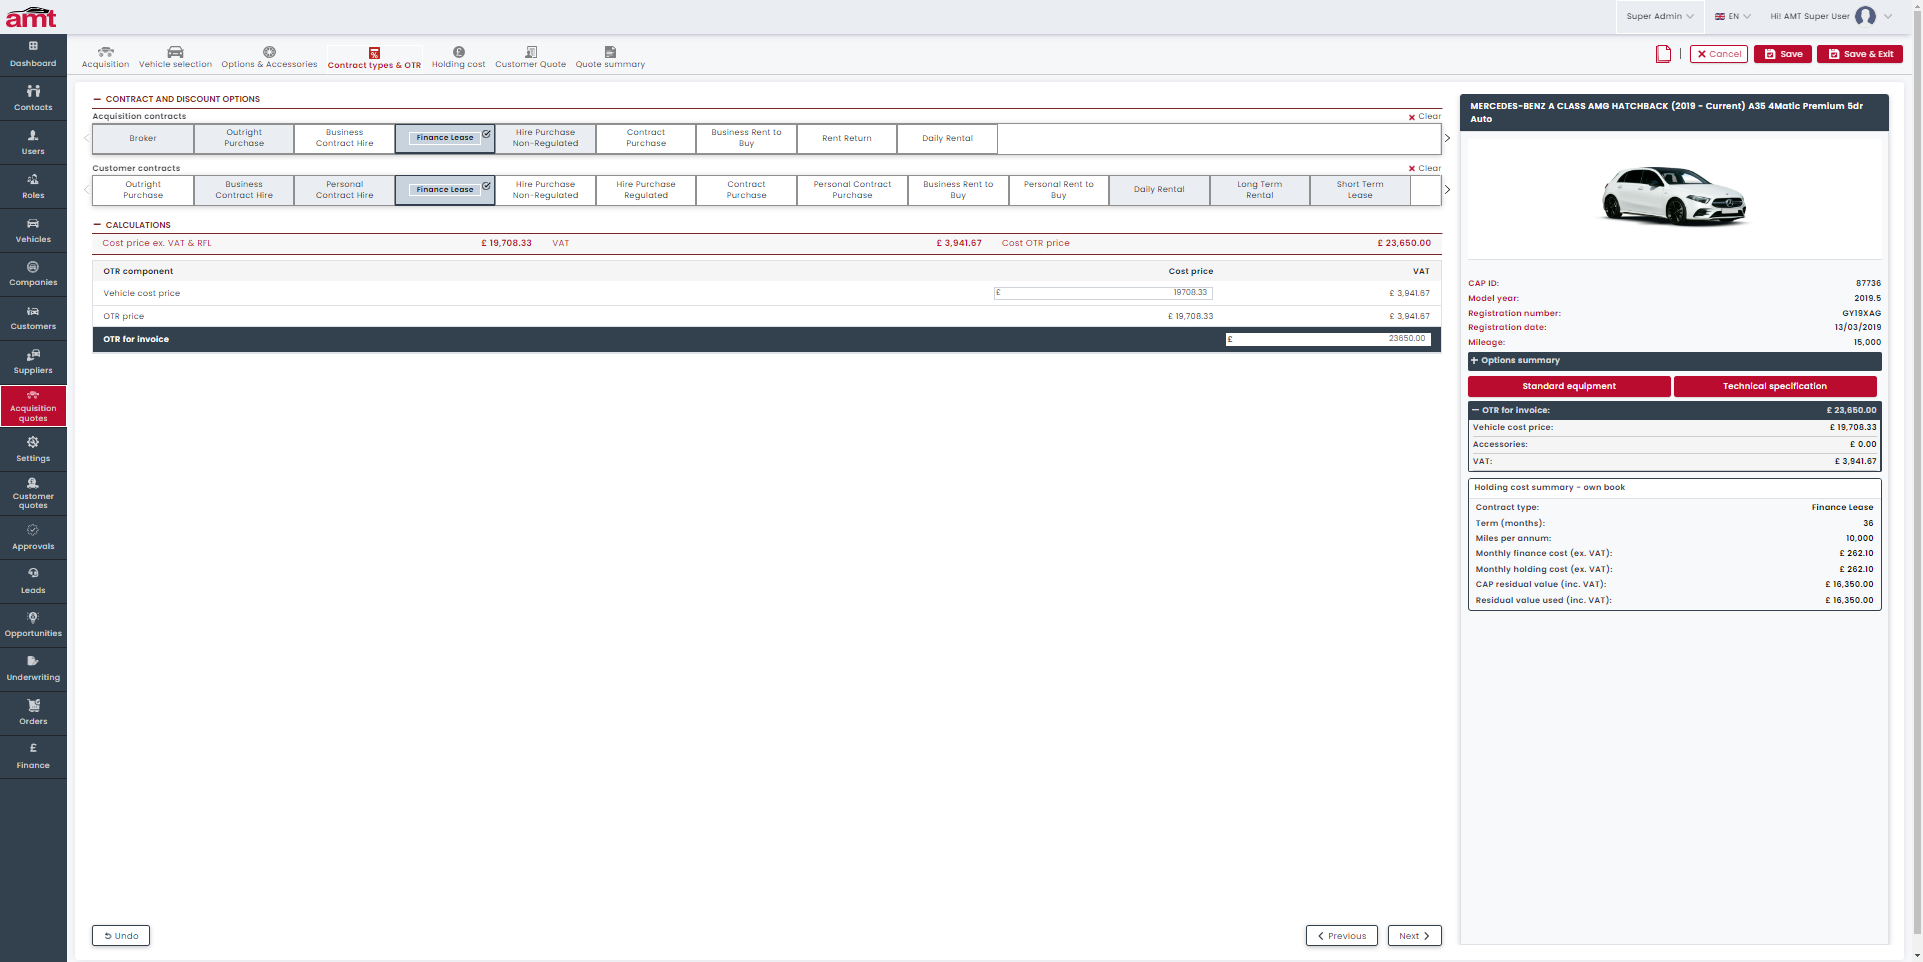 amt
Super Admin
EN
Hi! AMT Super User
Dashboard
Contacts
Users
Roles
Vehicles
Companies
Customers
Suppliers
Acquisition
quotes
Settings
Customer
quotes
Approvals
Leads
Opportunities
Underwriting
Orders
£
Finance
Acquisition
Vehicle selection
Options & Accessories
Contract types & OTR
Holding cost
Customer Quote
Quote summary
Cancel
Save
Save & Exit
CONTRACT AND DISCOUNT OPTIONS
Acquisition contracts
Clear
Broker
Outright
Purchase
Business
Contract Hire
Finance Lease
Hire Purchase
Non-Regulated
Contract
Purchase
Business Rent to
Buy
Rent Return
Daily Rental
Customer contracts
Clear
Outright
Purchase
Business
Contract Hire
Personal
Contract Hire
Finance Lease
Hire Purchase
Non-Regulated
Hire Purchase
Regulated
Contract
Purchase
Personal Contract
Purchase
Business Rent to
Buy
Personal Rent to
Buy
Daily Rental
Long Term
Rental
Short Term
Lease
CALCULATIONS
Cost price ex. VAT & RFL £ 19,708.33 VAT £ 3,941.67 Cost OTR price £ 23,650.00
OTR component Cost price VAT
Vehicle cost price £ 19708.33 £ 3,941.67
OTR price £ 19,708.33 £ 3,941.67
OTR for invoice £ 23650.00
Undo
Previous
Next
MERCEDES-BENZ A CLASS AMG HATCHBACK (2019 - Current) A35 4Matic Premium 5dr
Auto
CAP ID: 87736
Model year: 2019.5
Registration number: GY19XAG
Registration date: 13/03/2019
Mileage: 15,000
Options summary
Standard equipment
Technical specification
OTR for invoice: £ 23,650.00
Vehicle cost price: £ 19,708.33
Accessories: £ 0.00
VAT: £ 3,941.67
Holding cost summary - own book
Contract type: Finance Lease
Term (months): 36
Miles per annum: 10,000
Monthly finance cost (ex. VAT): £ 262.10
Monthly holding cost (ex. VAT): £ 262.10
CAP residual value (inc. VAT): £ 16,350.00
Residual value used (inc. VAT): £ 16,350.00